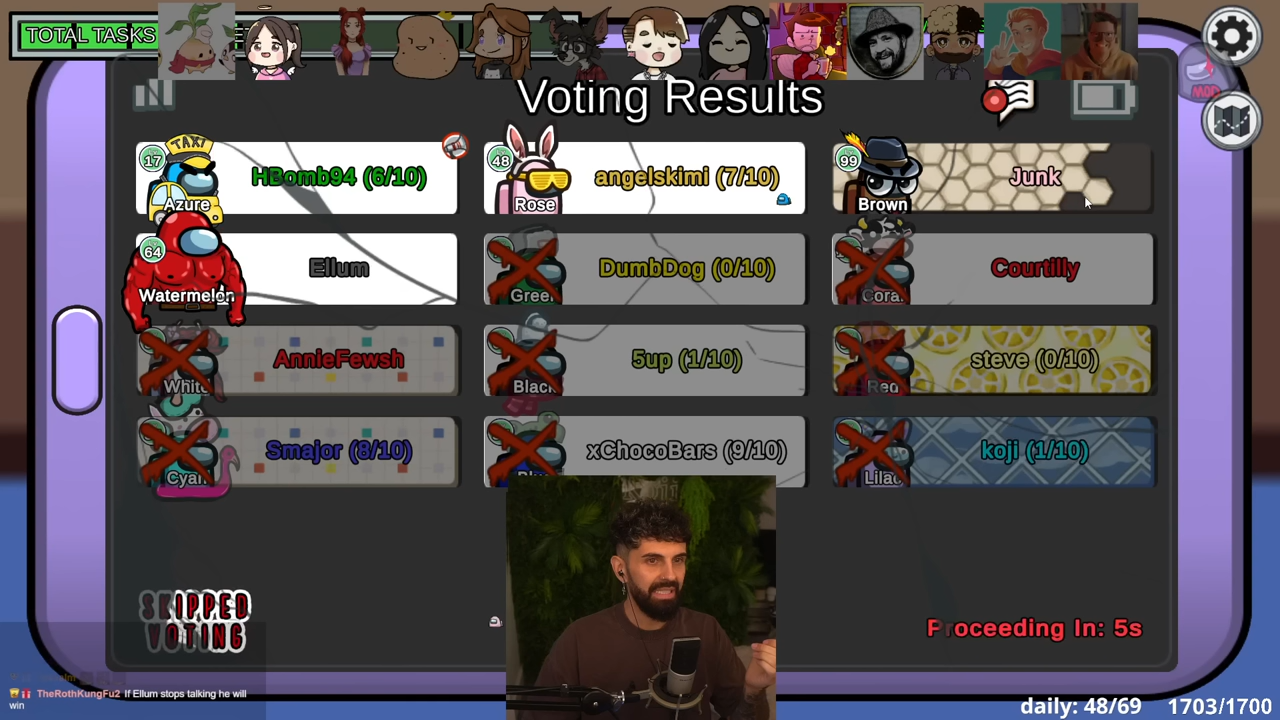 TOTAL TASKS
Voting Results
MOD
17
TAXI
HBomb94 (6/10)
Azure
48
angelskimi (7/10)
Rose
99
Junk
Brown
64
Ellum
Watermelon
DumbDog (0/10)
Green
Courtilly
Coral
AnnieFewsh
White
5up (1/10)
Black
steve (0/10)
Red
Smajor (8/10)
Cyan
xChocoBars (9/10)
Blue
koji (1/10)
Lilac
SKIPPED
VOTING
Proceeding In: 5s
TheRothKungFu2 If Ellum stops talking he will
win
daily: 48/69 1703/1700